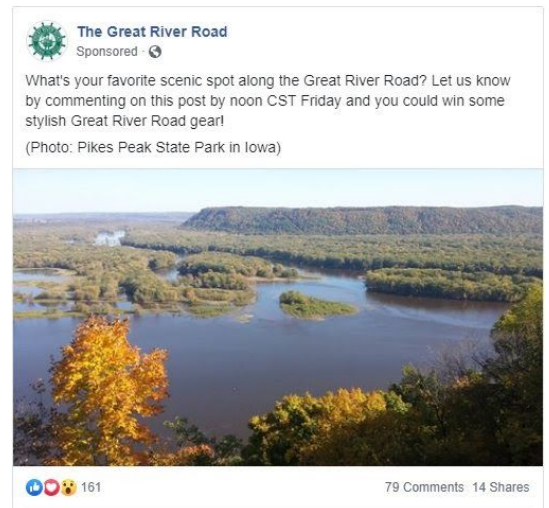 The Great River Road
Sponsored ·
What's your favorite scenic spot along the Great River Road? Let us know
by commenting on this post by noon CST Friday and you could win some
stylish Great River Road gear!
(Photo: Pikes Peak State Park in Iowa)
161
79 Comments 14 Shares